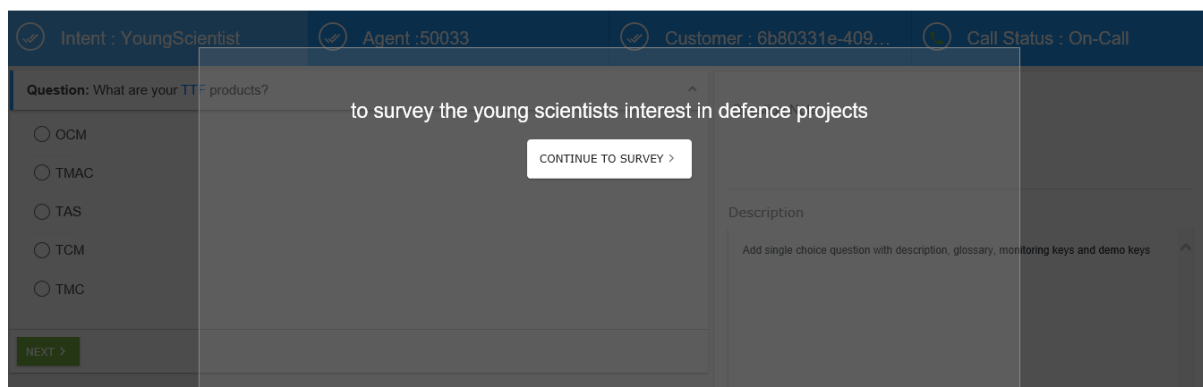 Intent : YoungScientist
Agent :50033
Customer : 6b80331e-409...
Call Status : On-Call
Question: What are your TTF products?
to survey the young scientists interest in defence projects
CONTINUE TO SURVEY >
OCM
TMAC
TAS
TCM
TMC
NEXT >
Description
Add single choice question with description, glossary, monitoring keys and demo keys